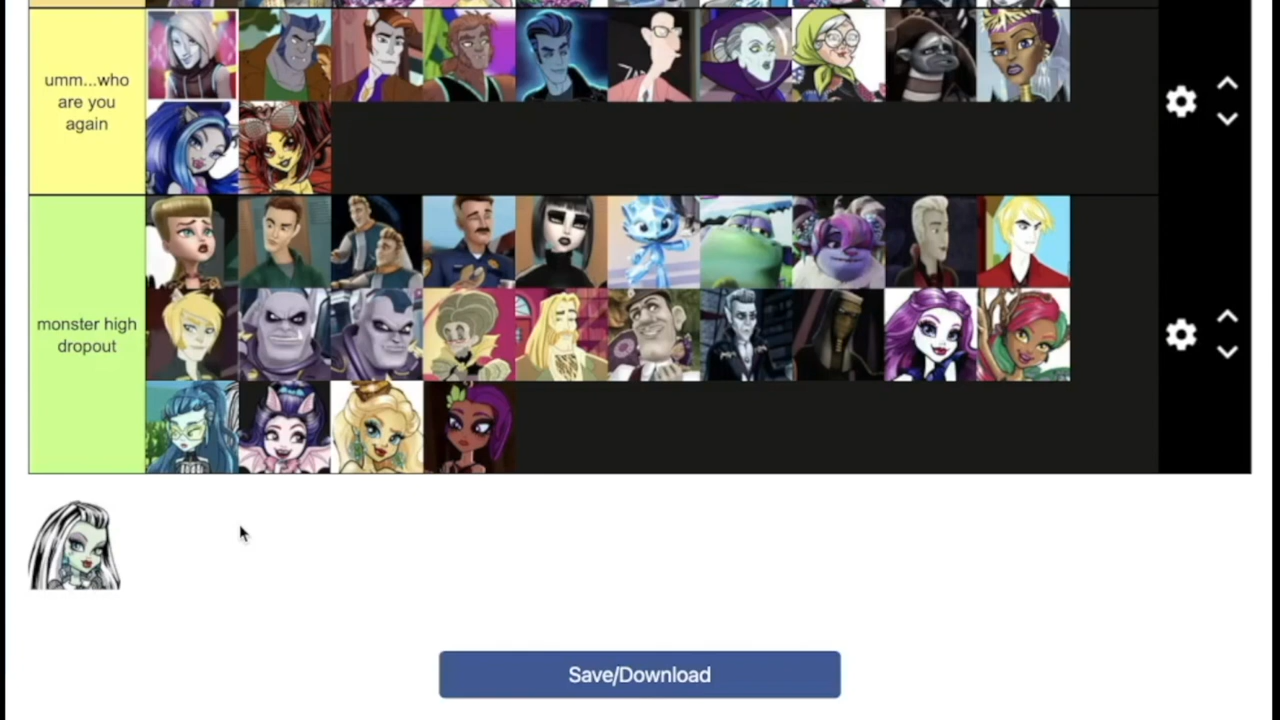 umm...who
are you
again
monster high
dropout
Save/Download